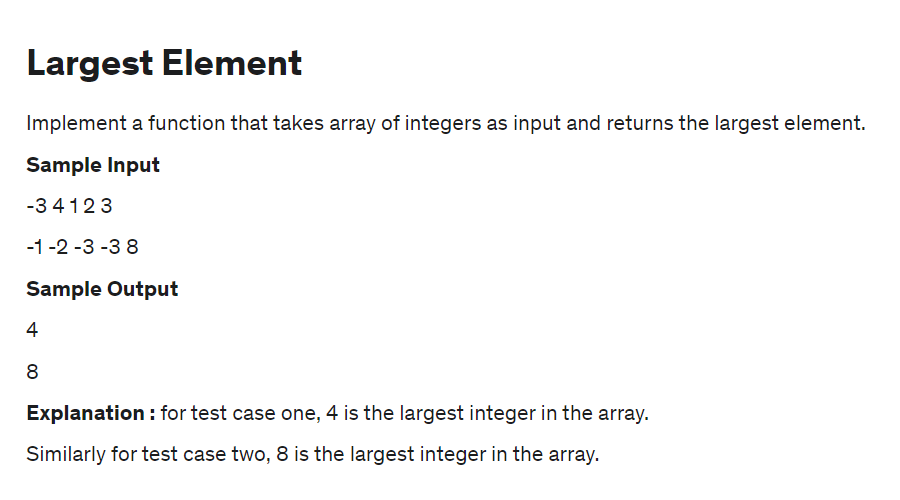 Largest Element
Implement a function that takes array of integers as input and returns the largest element.
Sample Input
-3 4 1 2 3
-1 -2 -3 -3 8
Sample Output
4
8
Explanation : for test case one, 4 is the largest integer in the array.
Similarly for test case two, 8 is the largest integer in the array.